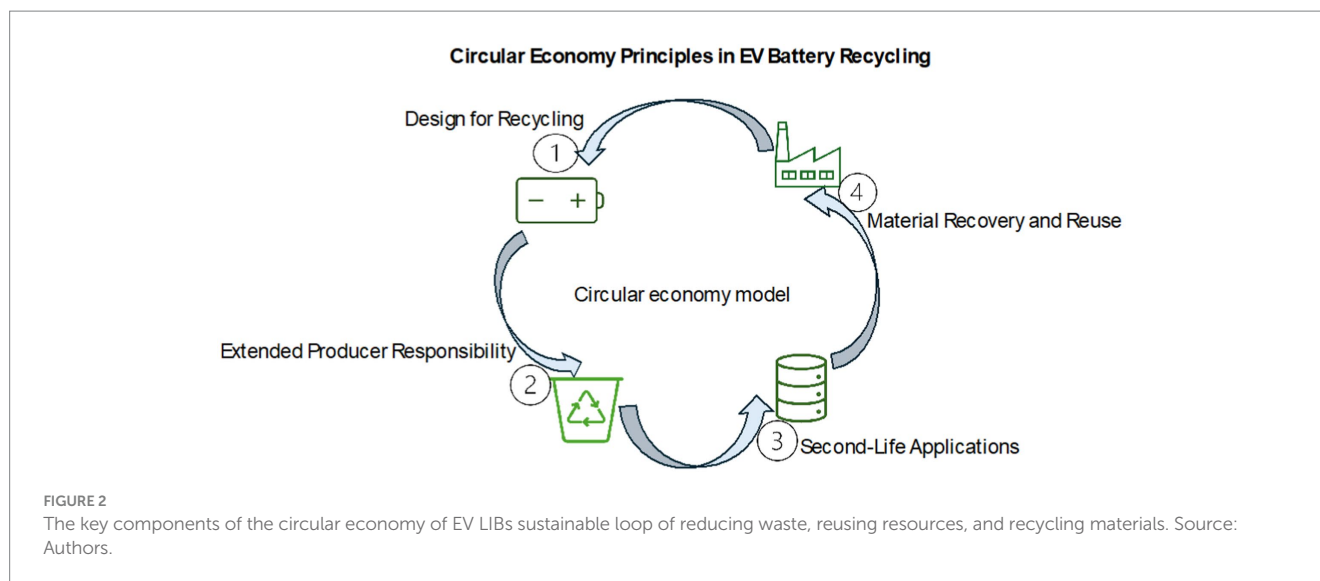 Circular Economy Principles in EV Battery Recycling
Design for Recycling
1
− +
4
Material Recovery and Reuse
Circular economy model
Extended Producer Responsibility
2
3
Second-Life Applications
FIGURE 2
The key components of the circular economy of EV LIBs sustainable loop of reducing waste, reusing resources, and recycling materials. Source:
Authors.